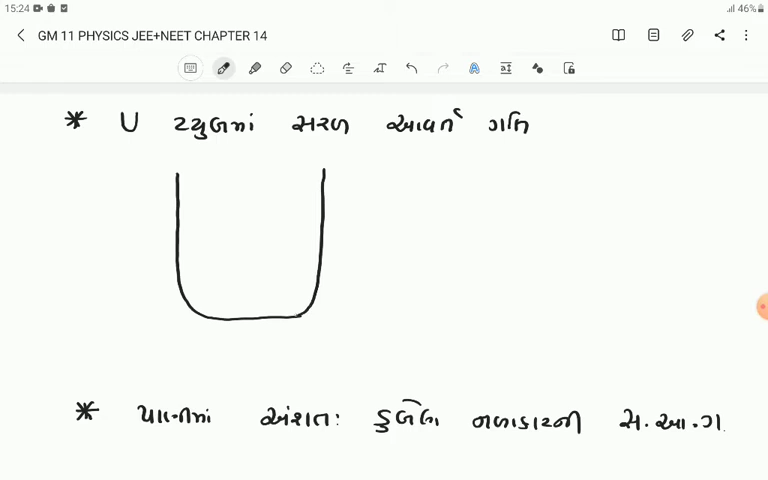 15:24 46%
GM 11 PHYSICS JEE+NEET CHAPTER 14
* U ટ્યુબમાં સરળ આવર્ત ગતિ
* અંશતઃ ડુબેલા નળાકારની સ.આ.ગ.